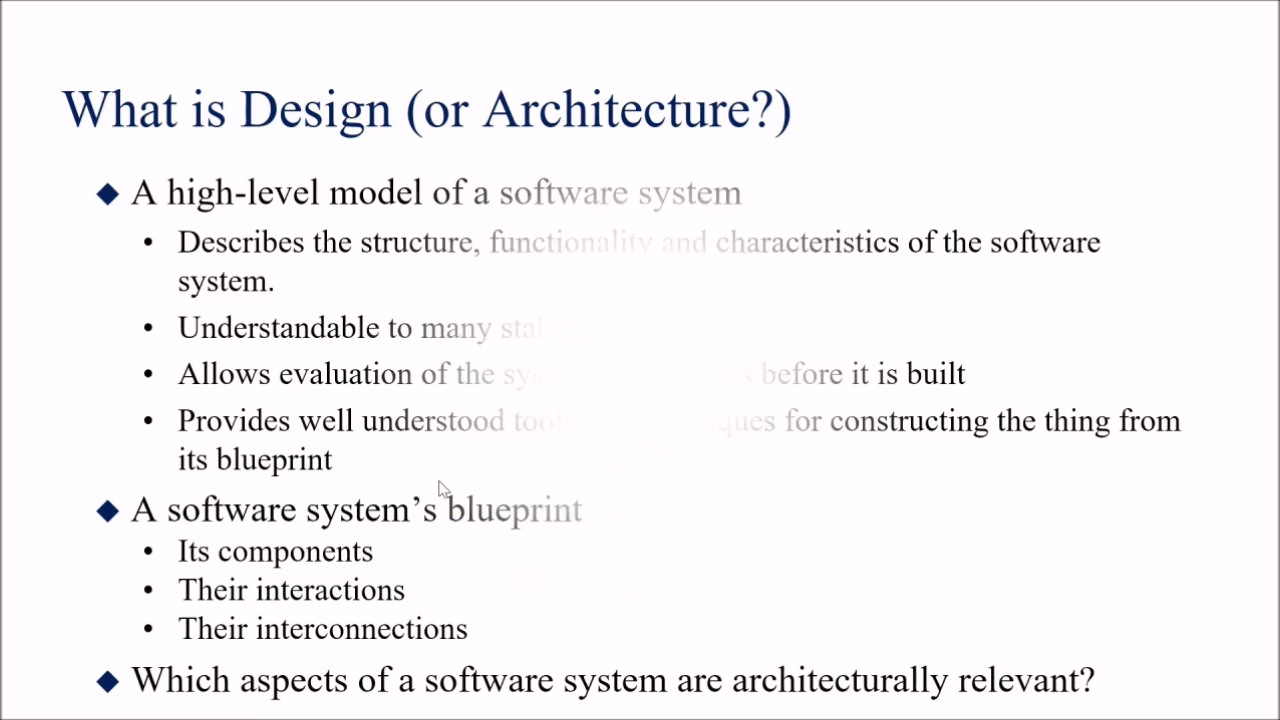 What is Design (or Architecture?)
◆ A high-level model of a software system
• Describes the structure, functionality and characteristics of the software
system.
• Understandable to many
• Allows evaluation of the before it is built
• Provides well understood for constructing the thing from
its blueprint
◆ A software system’s blueprint
• Its components
• Their interactions
• Their interconnections
◆ Which aspects of a software system are architecturally relevant?